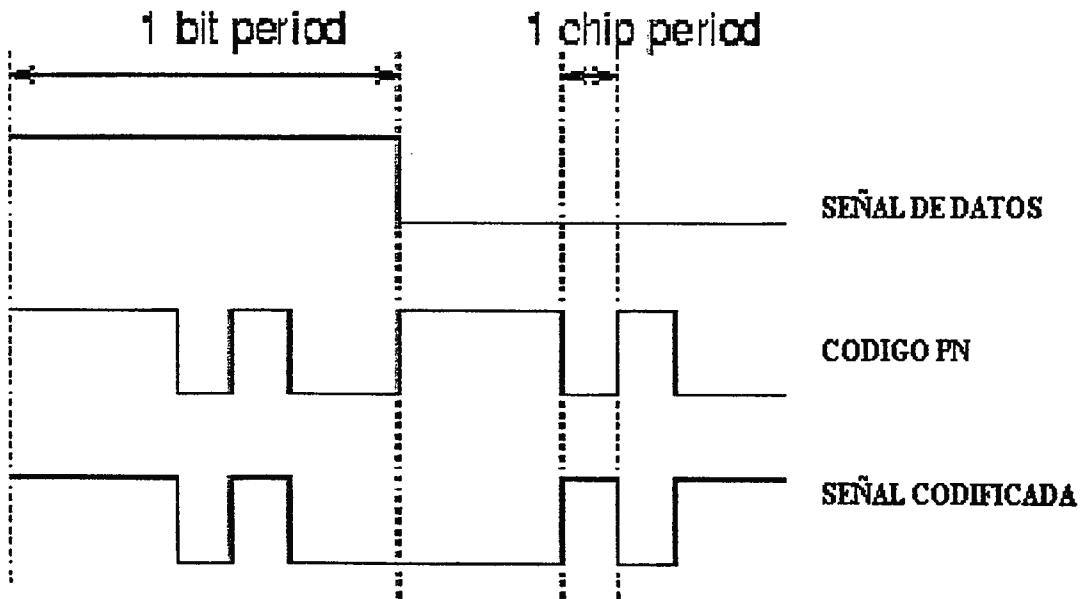 1 bit period
1 chip period
SEÑAL DE DATOS
CODIGO PN
SEÑAL CODIFICADA